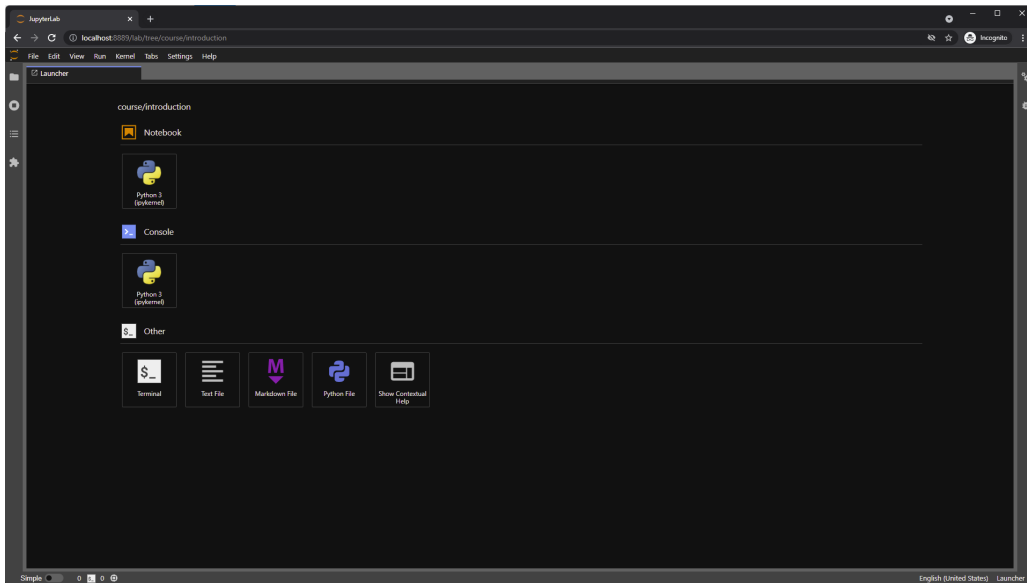 JupyterLab
localhost:8889/lab/tree/course/introduction
Incognito
File Edit View Run Kernel Tabs Settings Help
Launcher
course/introduction
Notebook
Python 3
(ipykernel)
>_ Console
Python 3
(ipykernel)
$_ Other
$_
Terminal
Text File
M
Markdown File
Python File
Show Contextual
Help
Simple 0 $_ 0
English (United States) Launcher